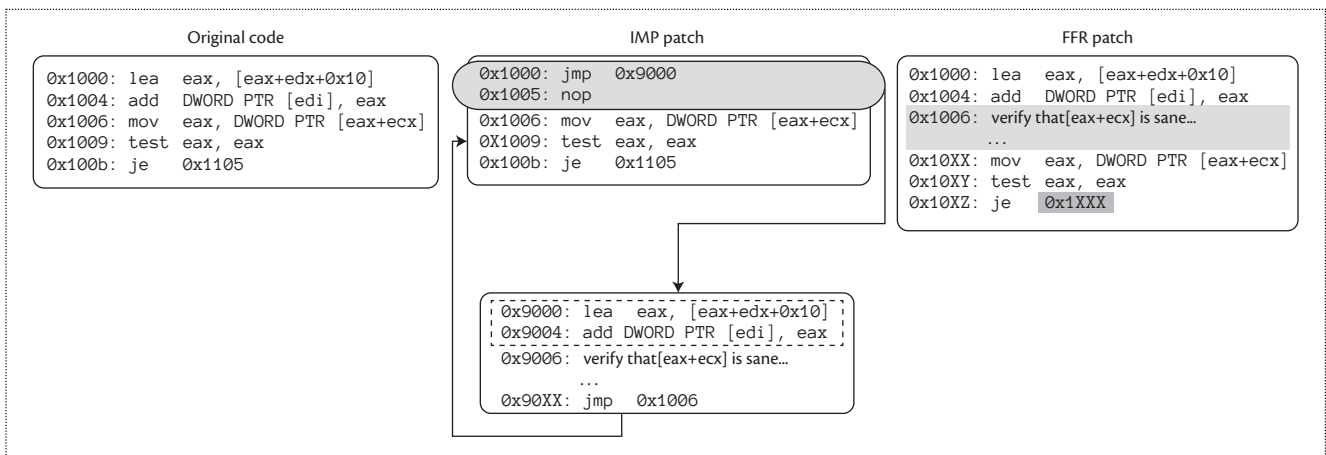 Original code
0x1000: lea eax, [eax+edx+0x10]
0x1004: add DWORD PTR [edi], eax
0x1006: mov eax, DWORD PTR [eax+ecx]
0x1009: test eax, eax
0x100b: je 0x1105
IMP patch
0x1000: jmp 0x9000
0x1005: nop
0x1006: mov eax, DWORD PTR [eax+ecx]
0X1009: test eax, eax
0x100b: je 0x1105
0x9000: lea eax, [eax+edx+0x10]
0x9004: add DWORD PTR [edi], eax
0x9006: verify that[eax+ecx] is sane...
...
0x90XX: jmp 0x1006
FFR patch
0x1000: lea eax, [eax+edx+0x10]
0x1004: add DWORD PTR [edi], eax
0x1006: verify that[eax+ecx] is sane...
...
0x10XX: mov eax, DWORD PTR [eax+ecx]
0x10XY: test eax, eax
0x10XZ: je 0x1XXX